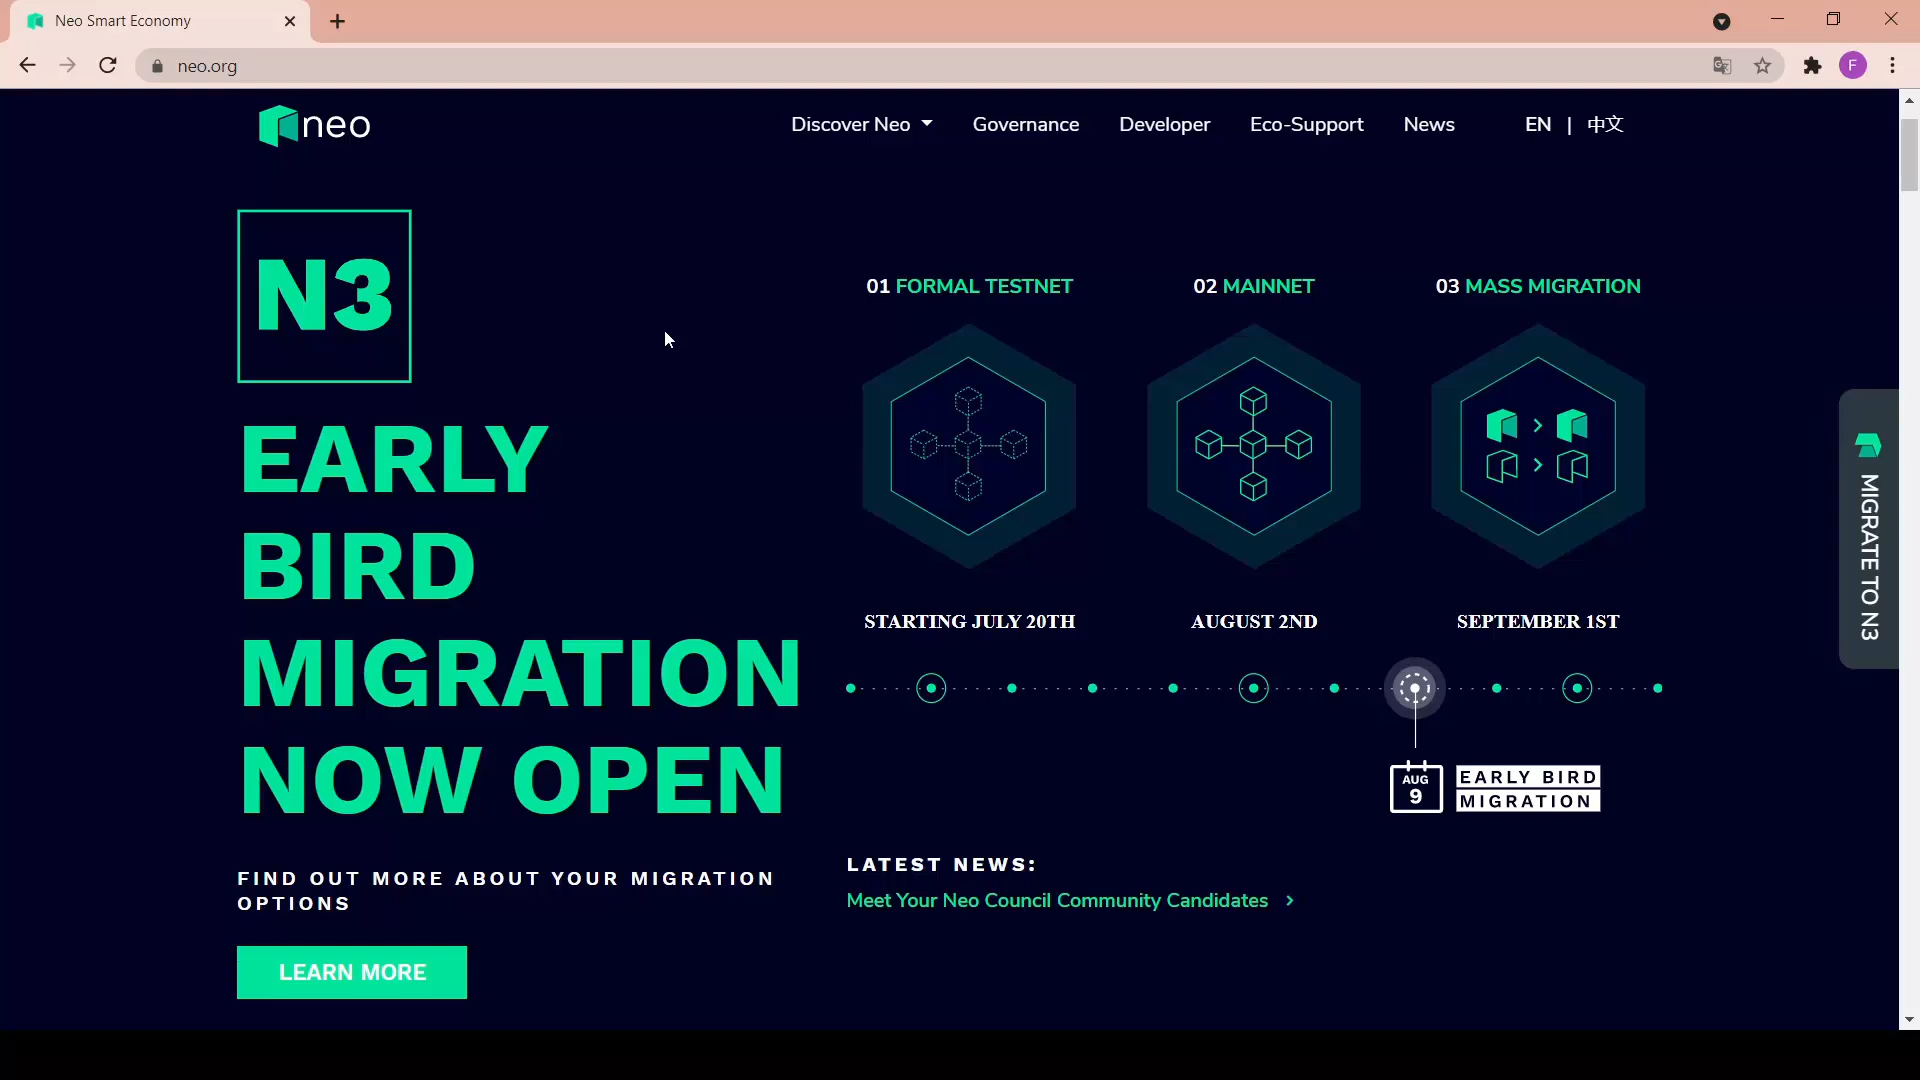 Neo Smart Economy
neo.org
F
neo
Discover Neo
Governance
Developer
Eco-Support
News
EN | 中文
N3
EARLY
BIRD
MIGRATION
NOW OPEN
FIND OUT MORE ABOUT YOUR MIGRATION
OPTIONS
LEARN MORE
01 FORMAL TESTNET
02 MAINNET
03 MASS MIGRATION
STARTING JULY 20TH
AUGUST 2ND
SEPTEMBER 1ST
AUG
9
EARLY BIRD
MIGRATION
LATEST NEWS:
Meet Your Neo Council Community Candidates
MIGRATE TO N3